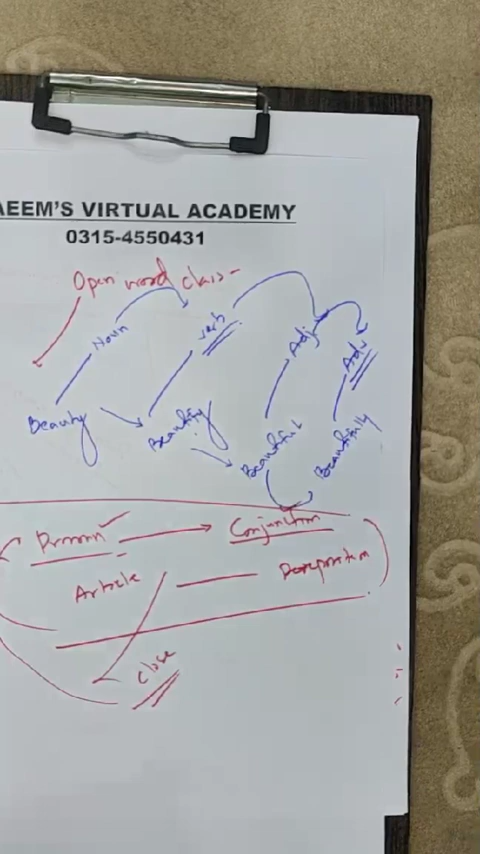 AEEM'S VIRTUAL ACADEMY
0315-4550431
Open word class-
Noun verb Adj Adv
Beauty Beautify Beautiful Beautifully
Pronoun Conjunction
Article Preposition
close